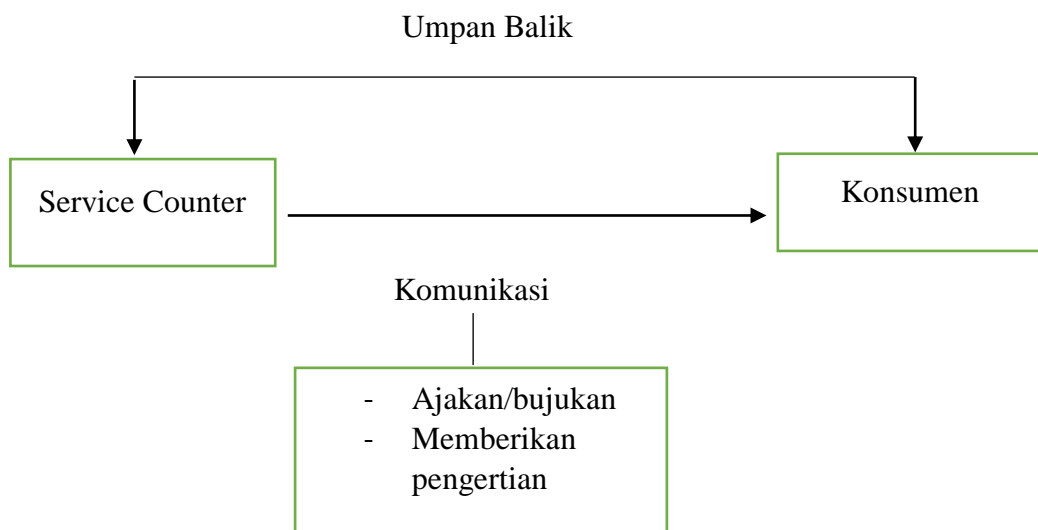 Umpan Balik
Service Counter
Konsumen
Komunikasi
- Ajakan/bujukan
- Memberikan
pengertian